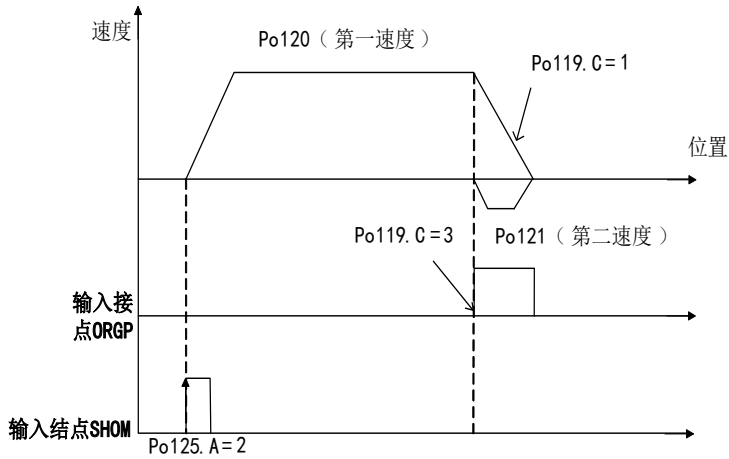 速度
Po120（第一速度）
Po119.C=1
位置
Po119.C=3
Po121（第二速度）
输入接
点ORGP
输入结点SHOM
Po125.A=2